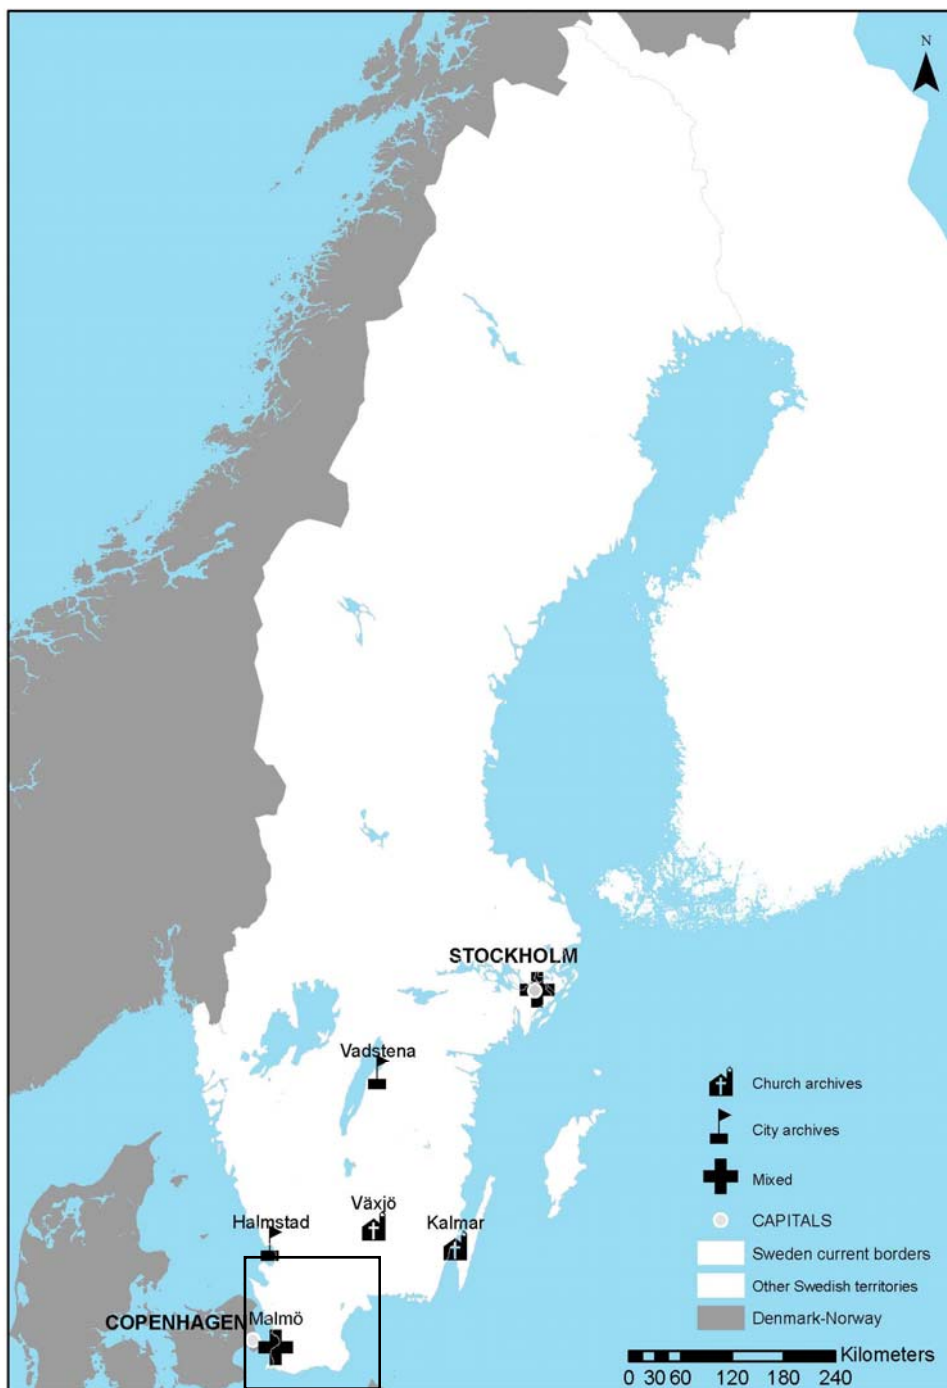 N
STOCKHOLM
Vadstena
Växjö
Halmstad
Kalmar
COPENHAGEN
Malmö
Church archives
City archives
Mixed
CAPITALS
Sweden current borders
Other Swedish territories
Denmark-Norway
Kilometers
0 30 60 120 180 240